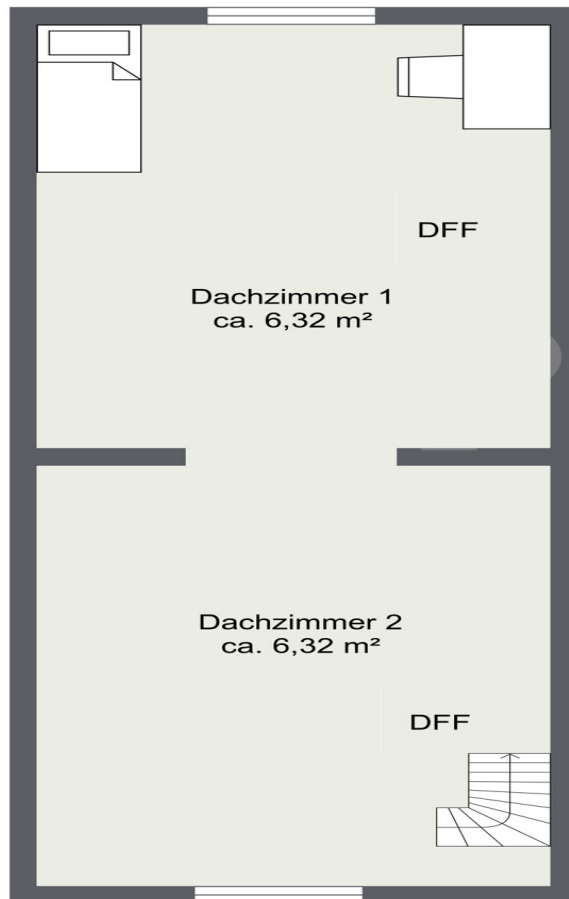 DFF
Dachzimmer 1
ca. 6,32 m²
Dachzimmer 2
ca. 6,32 m²
DFF